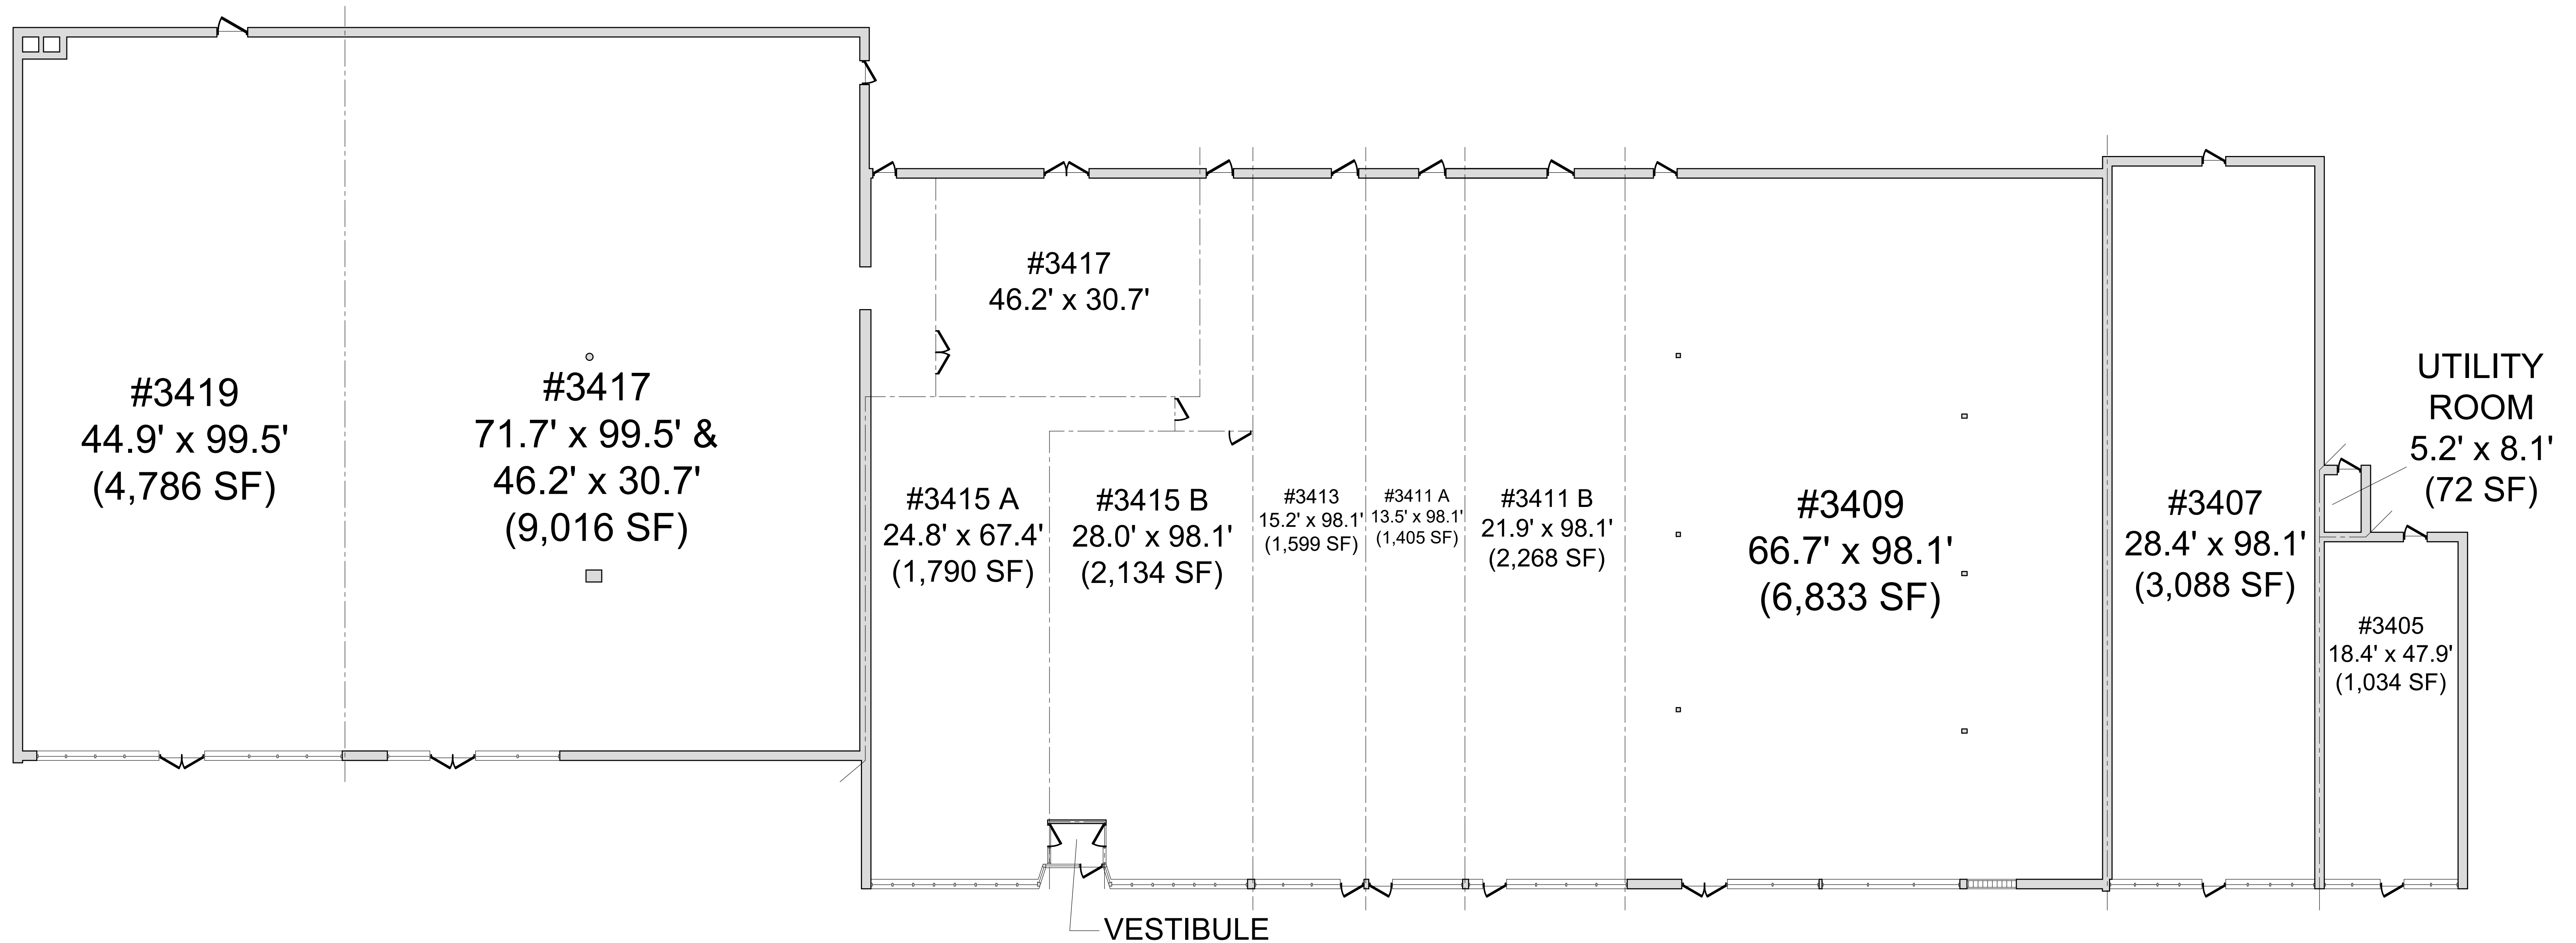 #3419
44.9' x 99.5'
(4,786 SF)
#3417
71.7' x 99.5' &
46.2' x 30.7'
(9,016 SF)
#3417
46.2' x 30.7'
#3415 A
24.8' x 67.4'
(1,790 SF)
#3415 B
28.0' x 98.1'
(2,134 SF)
#3413
15.2' x 98.1'
(1,599 SF)
#3411 A
13.5' x 98.1'
(1,405 SF)
#3411 B
21.9' x 98.1'
(2,268 SF)
#3409
66.7' x 98.1'
(6,833 SF)
#3407
28.4' x 98.1'
(3,088 SF)
UTILITY
ROOM
5.2' x 8.1'
(72 SF)
#3405
18.4' x 47.9'
(1,034 SF)
VESTIBULE